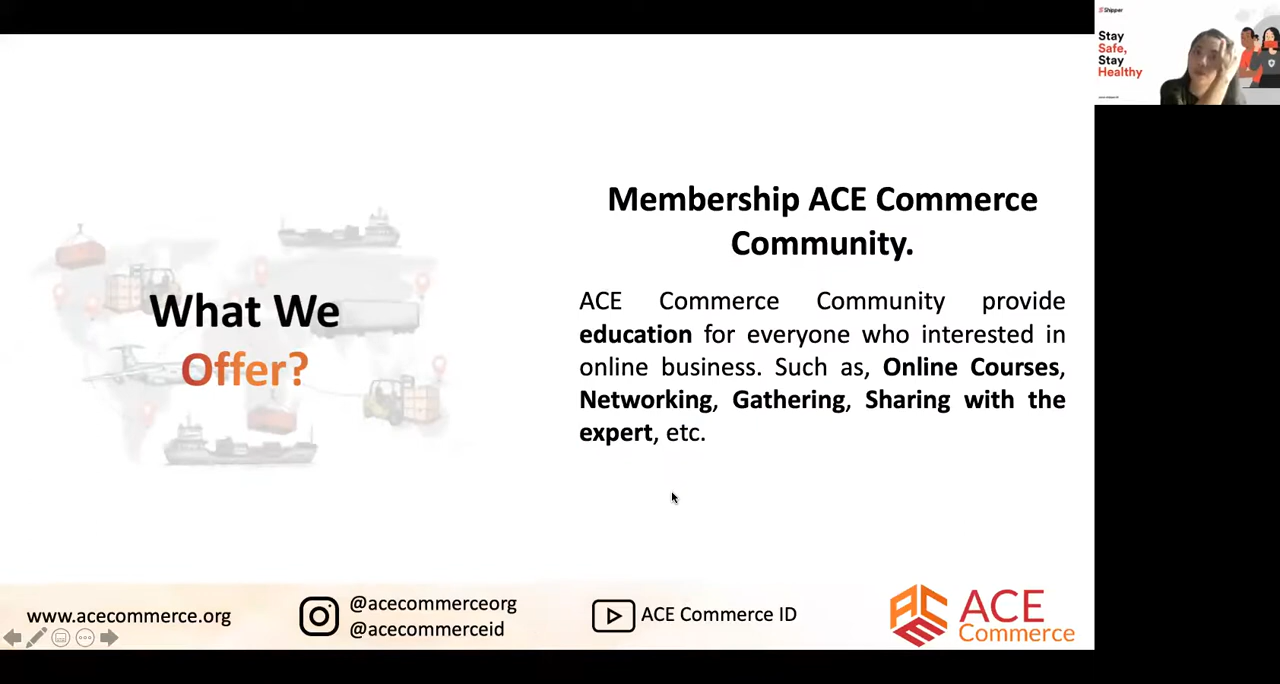 What We
Offer?
Membership ACE Commerce
Community.
ACE Commerce Community provide
education for everyone who interested in
online business. Such as, Online Courses,
Networking, Gathering, Sharing with the
expert, etc.
www.acecommerce.org
@acecommerceorg
@acecommerceid
ACE Commerce ID
ACE
Commerce
Shipper
Stay
Safe,
Stay
Healthy